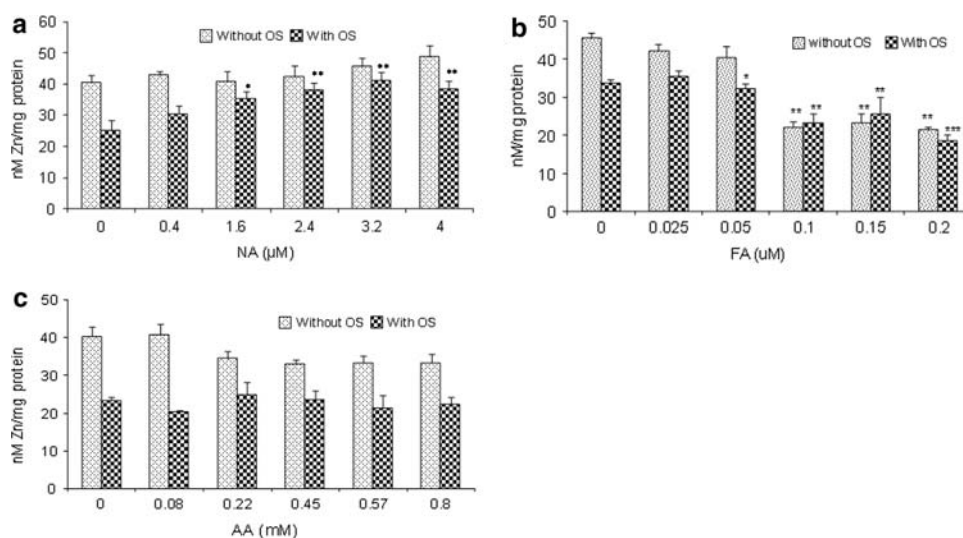 a
Without OS With OS
nM Zn/mg protein
60
50
40
30
20
10
0
• •• •• ••
0 0.4 1.6 2.4 3.2 4
NA (µM)
b
without OS With OS
nM/mg protein
50
40
30
20
10
0
* ** ** ** ** ** ***
0 0.025 0.05 0.1 0.15 0.2
FA (uM)
c
Without OS With OS
nM Zn/mg protein
50
40
30
20
10
0
0 0.08 0.22 0.45 0.57 0.8
AA (mM)